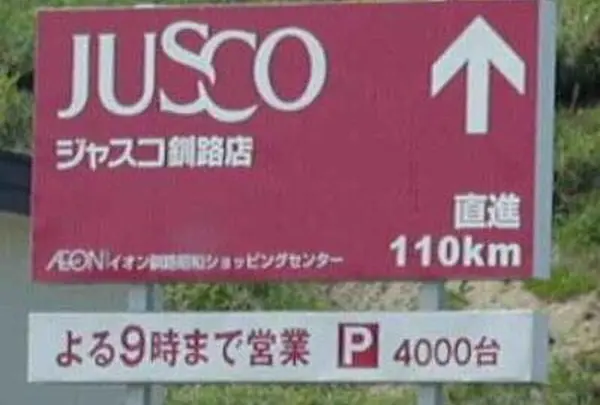 JUSCO
ジャスコ釧路店
直進
110km
ÆON イオン釧路昭和ショッピングセンター
よる9時まで営業 P 4000台